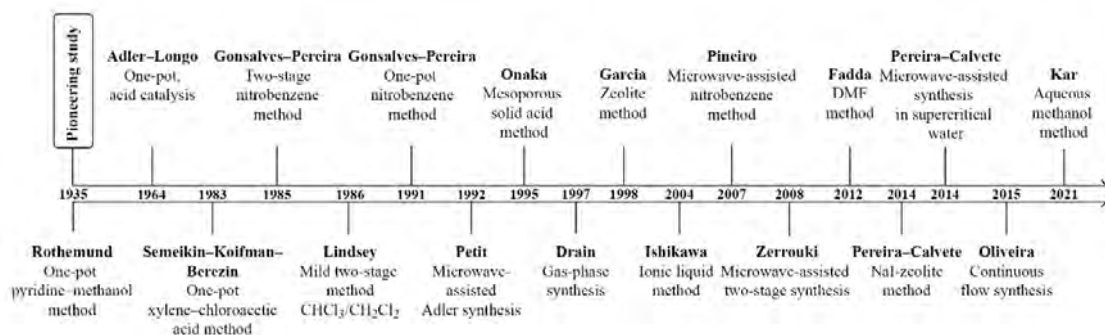 Pioneering study
Adler–Longo
One-pot,
acid catalysis
Gonsalves–Pereira
Two-stage
nitrobenzene
method
Gonsalves–Pereira
One-pot
nitrobenzene
method
Onaka
Mesoporous
solid acid
method
Garcia
Zeolite
method
Pineiro
Microwave-assisted
nitrobenzene
method
Fadda
DMF
method
Pereira–Calvete
Microwave-assisted
synthesis
in supercritical
water
Kar
Aqueous
methanol
method
1935 1964 1983 1985 1986 1991 1992 1995 1997 1998 2004 2007 2008 2012 2014 2014 2015 2021
Rothemund
One-pot
pyridine–methanol
method
Semeikin–Koifman–
Berezin
One-pot
xylene–chloroacetic
acid method
Lindsey
Mild two-stage
method
CHCl3/CH2Cl2
Petit
Microwave-
assisted
Adler synthesis
Drain
Gas-phase
synthesis
Ishikawa
Ionic liquid
method
Zerrouki
Microwave-assisted
two-stage synthesis
Pereira–Calvete
NaI-zeolite
method
Oliveira
Continuous
flow synthesis